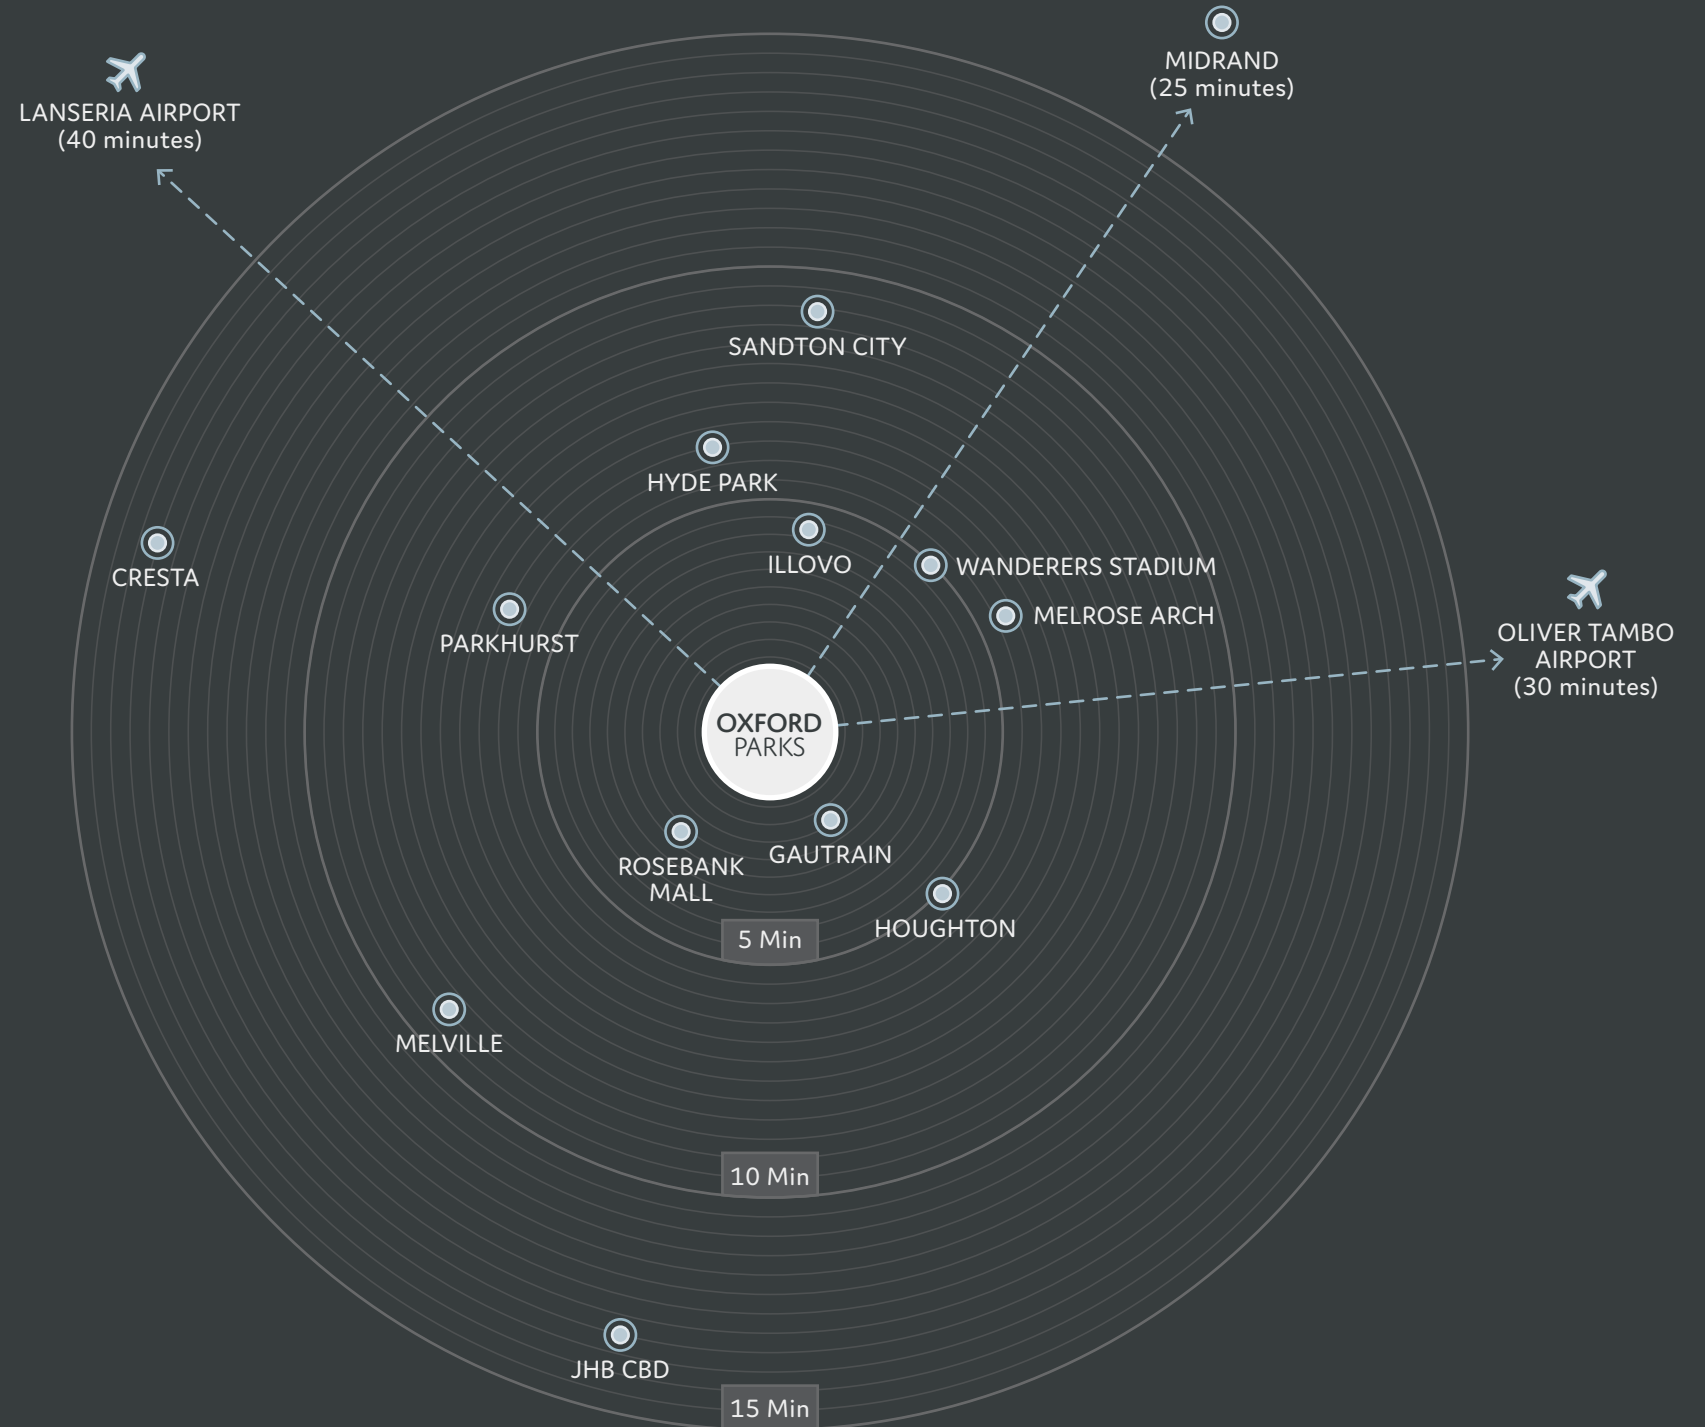 MIDRAND
(25 minutes)
LANSERIA AIRPORT
(40 minutes)
SANDTON CITY
HYDE PARK
ILLOVO
WANDERERS STADIUM
CRESTA
MELROSE ARCH
PARKHURST
OLIVER TAMBO
AIRPORT
(30 minutes)
OXFORD
PARKS
GAUTRAIN
ROSEBANK
MALL
HOUGHTON
5 Min
MELVILLE
10 Min
JHB CBD
15 Min